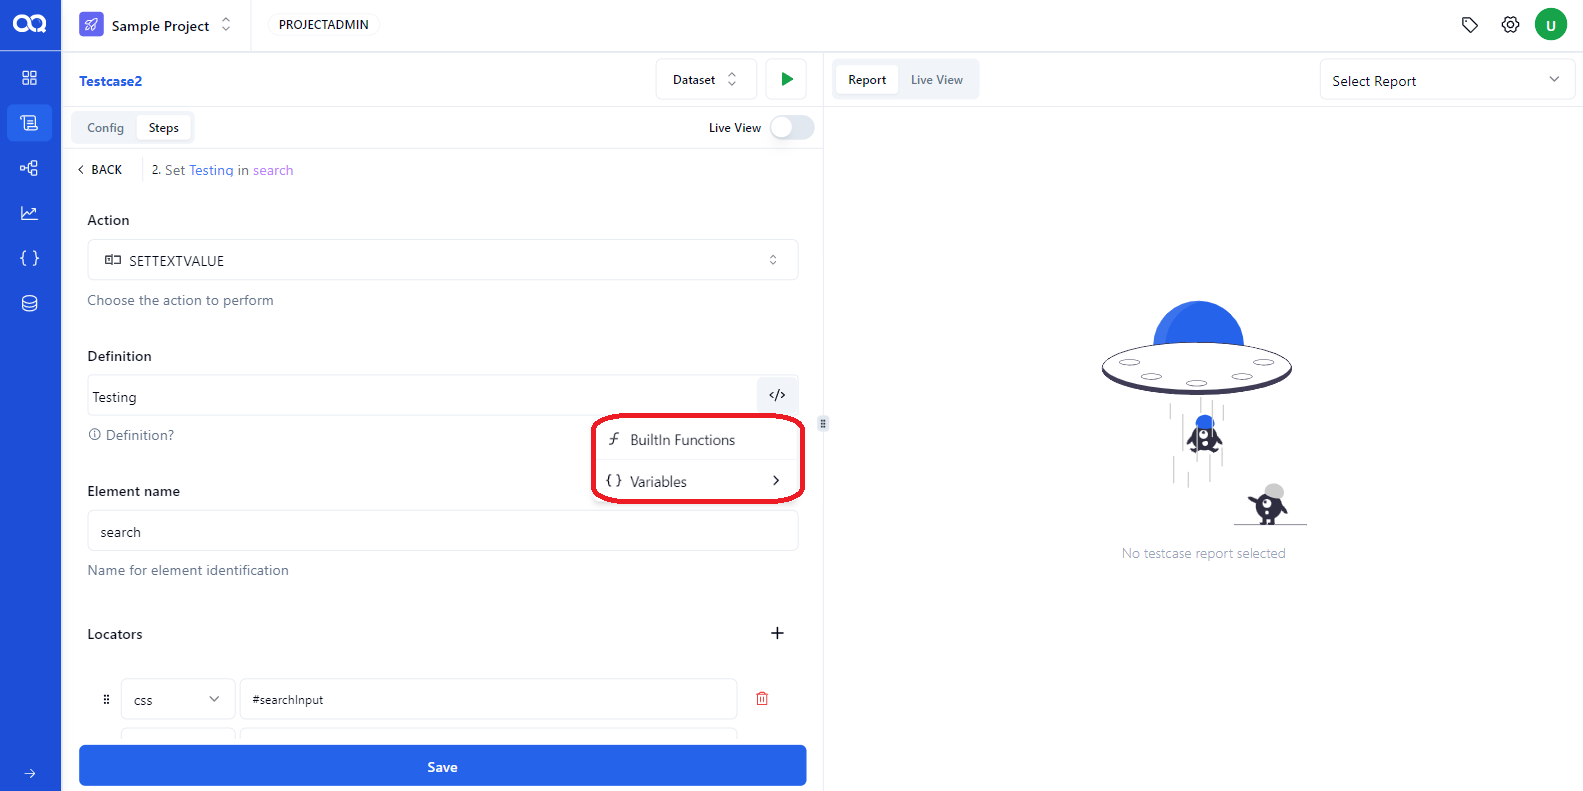 Sample Project
PROJECTADMIN
U
Testcase2
Dataset
Report
Live View
Select Report
Config
Steps
Live View
BACK
2. Set Testing in search
Action
SETTEXTVALUE
Choose the action to perform
Definition
Testing
</>
Definition?
BuiltIn Functions
{ } Variables
Element name
search
Name for element identification
Locators
css
#searchInput
Save
No testcase report selected